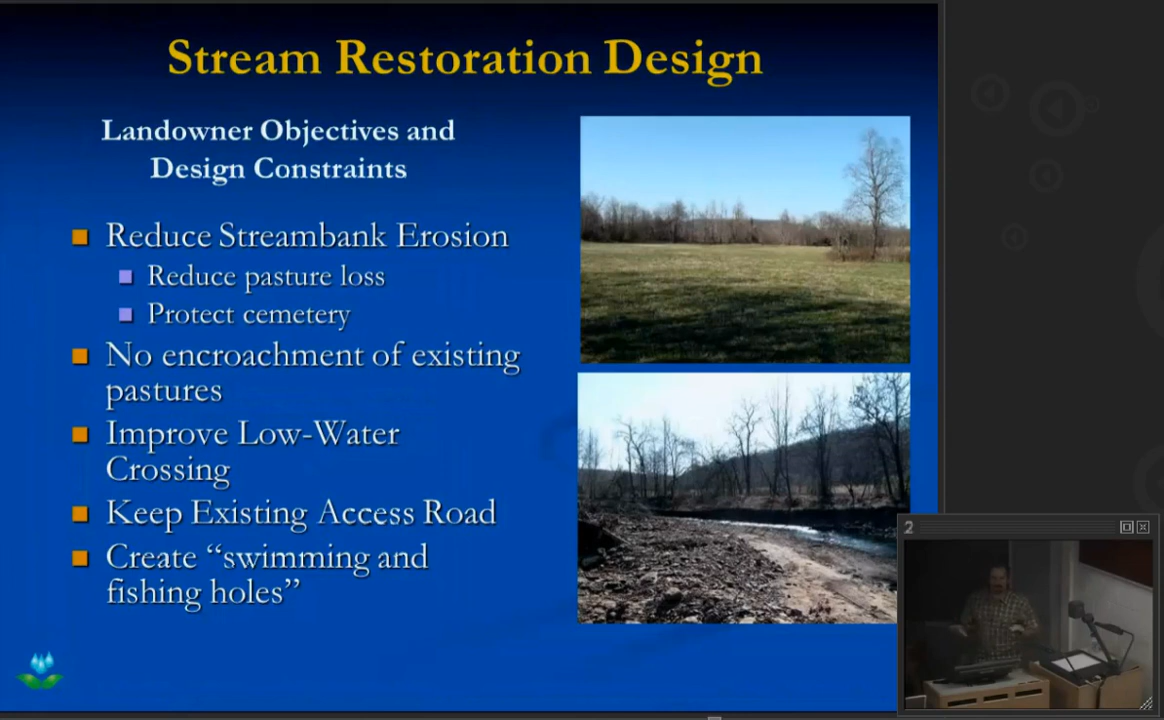 Stream Restoration Design
Landowner Objectives and
Design Constraints
Reduce Streambank Erosion
Reduce pasture loss
Protect cemetery
No encroachment of existing
pastures
Improve Low-Water
Crossing
Keep Existing Access Road
Create “swimming and
fishing holes”
2